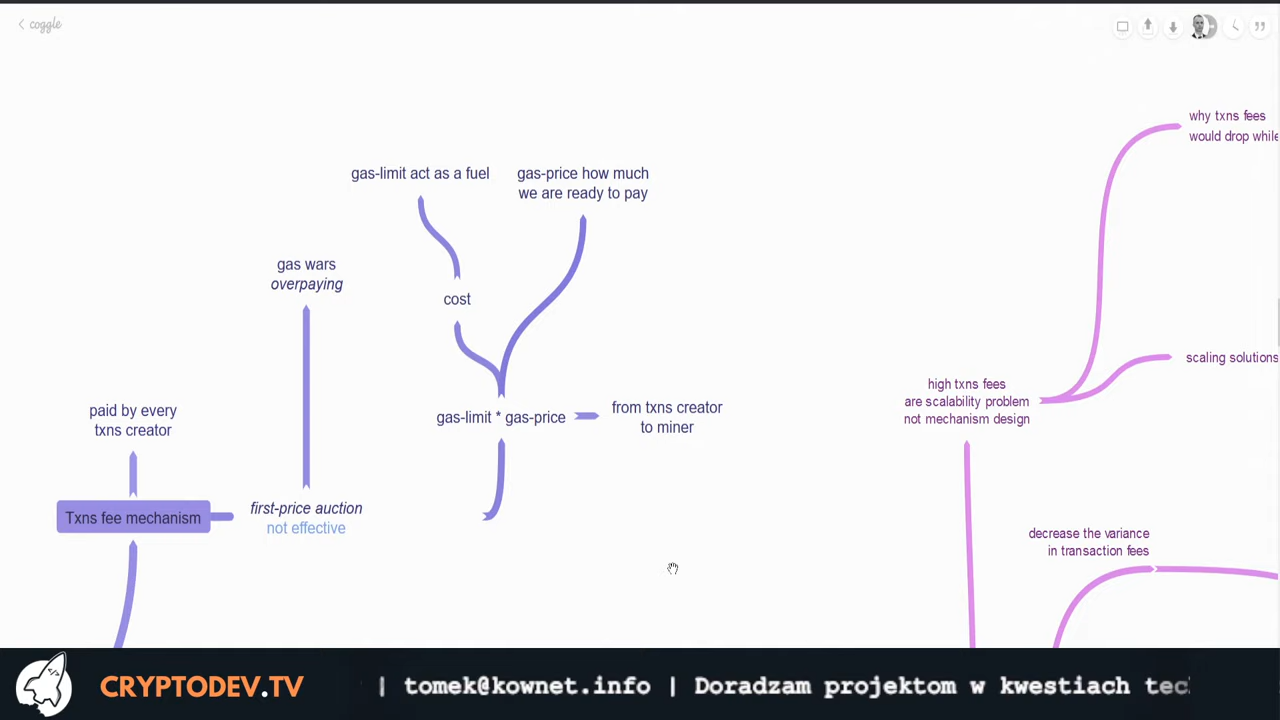 coggle
why txns fees
would drop while
gas-limit act as a fuel
gas-price how much
we are ready to pay
gas wars
overpaying
cost
scaling solutions
high txns fees
are scalability problem
not mechanism design
paid by every
txns creator
gas-limit * gas-price
from txns creator
to miner
Txns fee mechanism
first-price auction
not effective
decrease the variance
in transaction fees
CRYPTODEV.TV
| tomek@kownet.info | Doradzam projektom w kwestiach tec